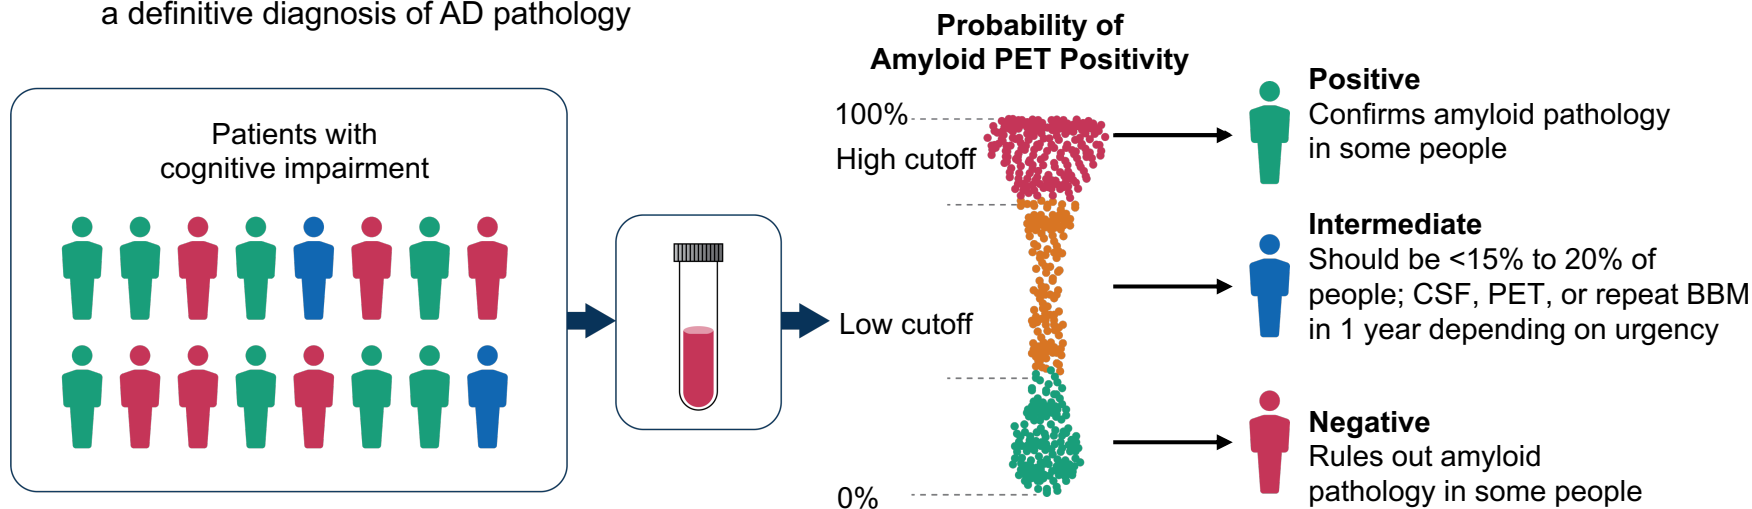 a definitive diagnosis of AD pathology
Patients with
cognitive impairment
Probability of
Amyloid PET Positivity
100%
High cutoff
Low cutoff
0%
Positive
Confirms amyloid pathology
in some people
Intermediate
Should be <15% to 20% of
people; CSF, PET, or repeat BBM
in 1 year depending on urgency
Negative
Rules out amyloid
pathology in some people